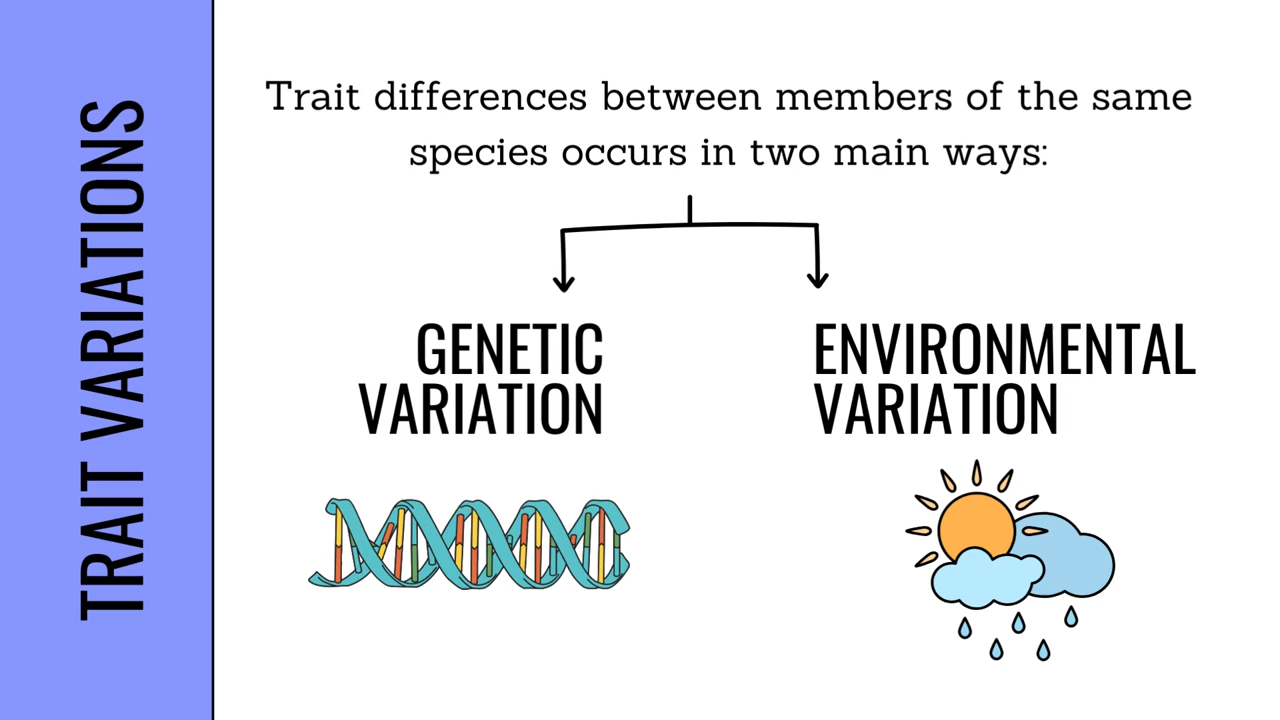 TRAIT VARIATIONS
Trait differences between members of the same
species occurs in two main ways:
GENETIC
VARIATION
ENVIRONMENTAL
VARIATION